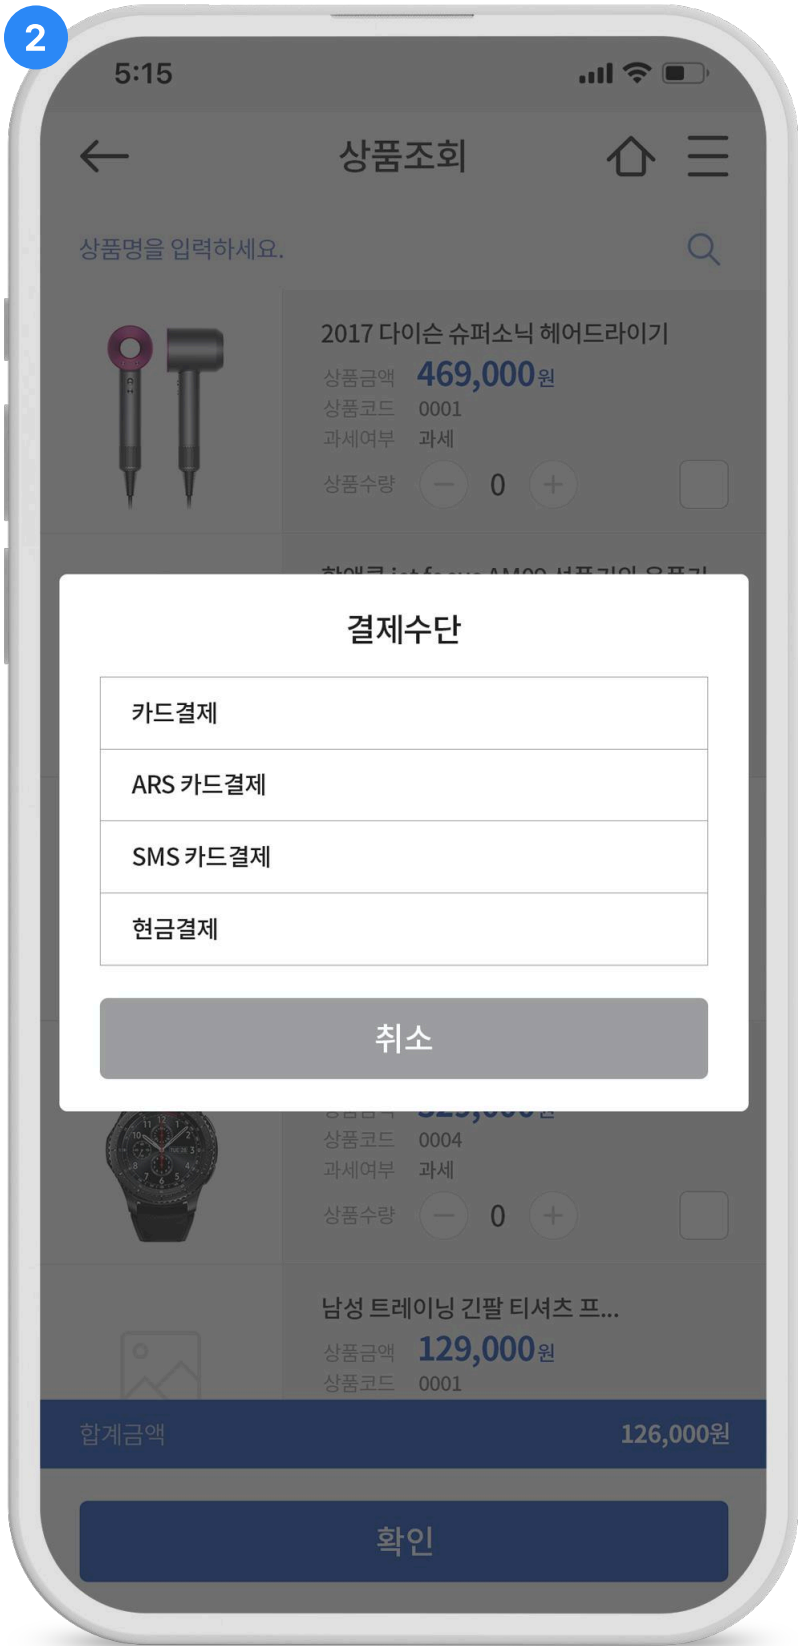 2
5:15
상품조회
상품명을 입력하세요.
2017 다이슨 슈퍼소닉 헤어드라이기
상품금액 469,000원
상품코드 0001
과세여부 과세
상품수량 0
결제수단
카드결제
ARS 카드결제
SMS 카드결제
현금결제
취소
상품코드 0004
과세여부 과세
상품수량 0
남성 트레이닝 긴팔 티셔츠 프...
상품금액 129,000원
상품코드 0001
합계금액 126,000원
확인